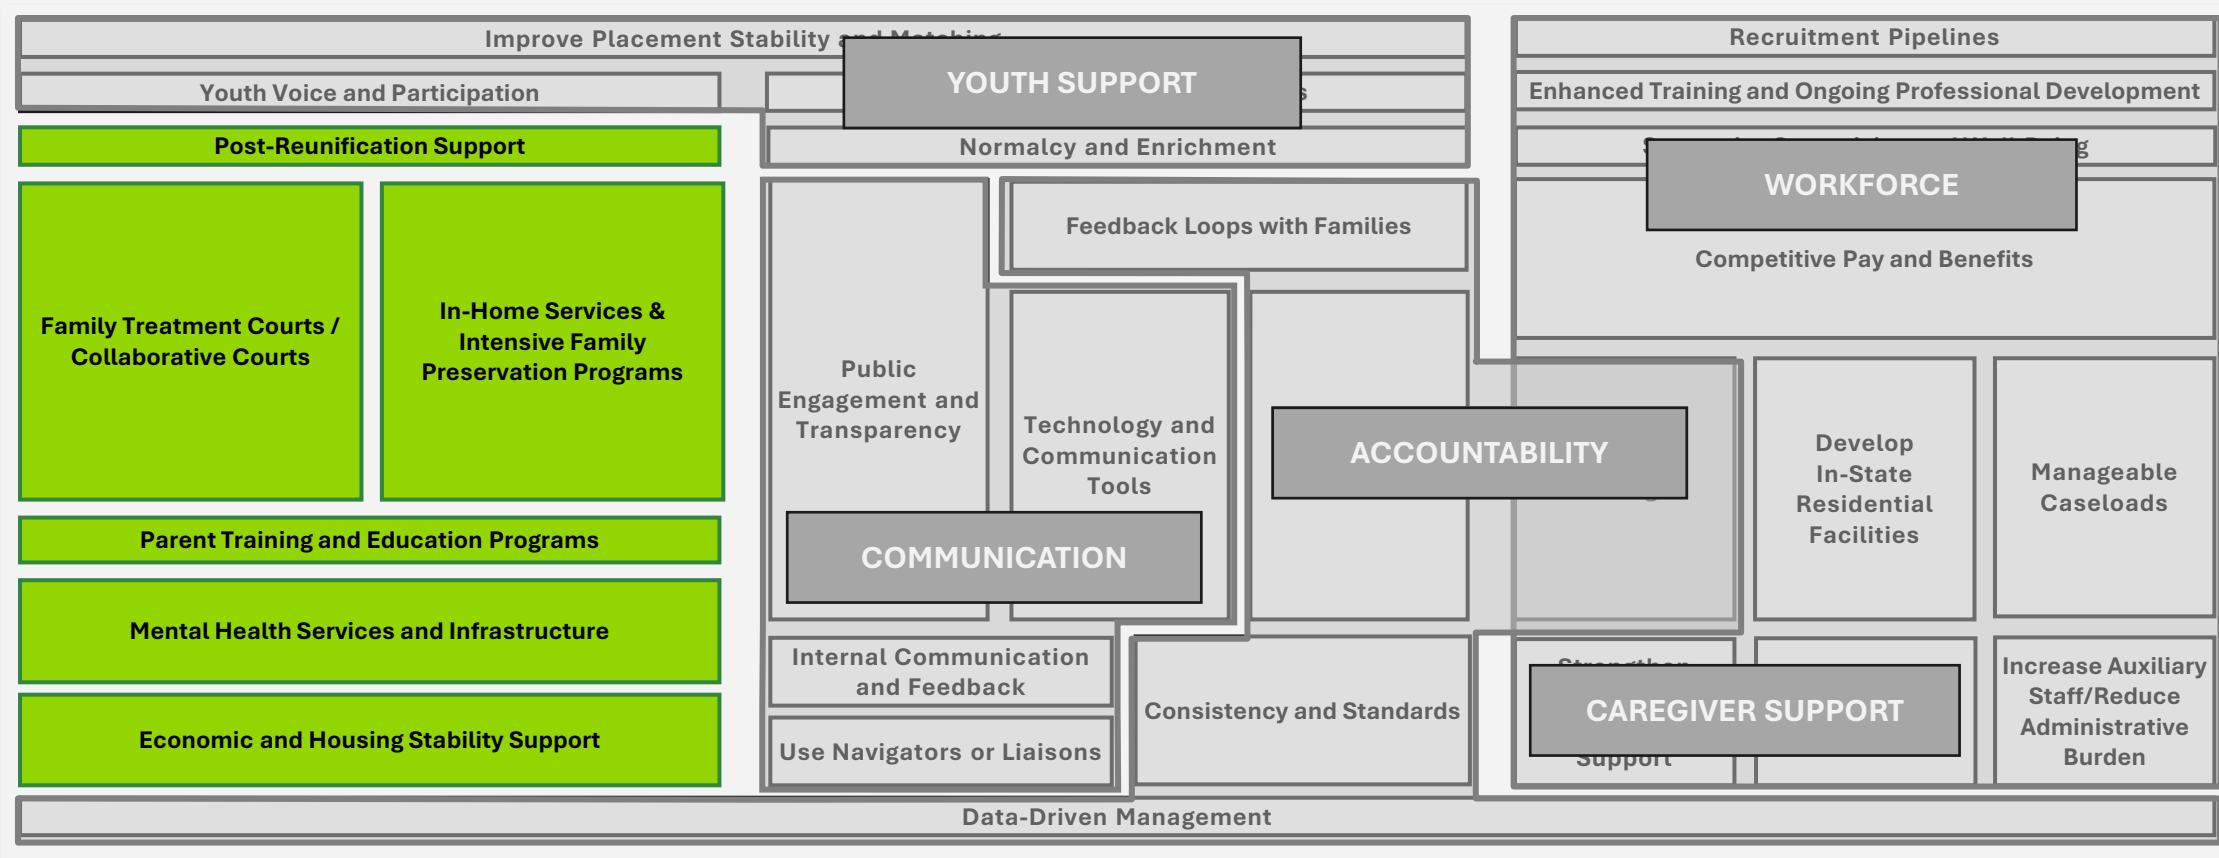 Improve Placement Stability
YOUTH SUPPORT
Youth Voice and Participation
Post-Reunification Support
Normalcy and Enrichment
Family Treatment Courts /
Collaborative Courts
In-Home Services &
Intensive Family
Preservation Programs
Parent Training and Education Programs
Mental Health Services and Infrastructure
Economic and Housing Stability Support
Public
Engagement and
Transparency
Feedback Loops with Families
Technology and
Communication
Tools
COMMUNICATION
Internal Communication
and Feedback
Use Navigators or Liaisons
ACCOUNTABILITY
Consistency and Standards
Recruitment Pipelines
Enhanced Training and Ongoing Professional Development
WORKFORCE
Competitive Pay and Benefits
Develop
In-State
Residential
Facilities
Manageable
Caseloads
CAREGIVER SUPPORT
Support
Increase Auxiliary
Staff/Reduce
Administrative
Burden
Data-Driven Management